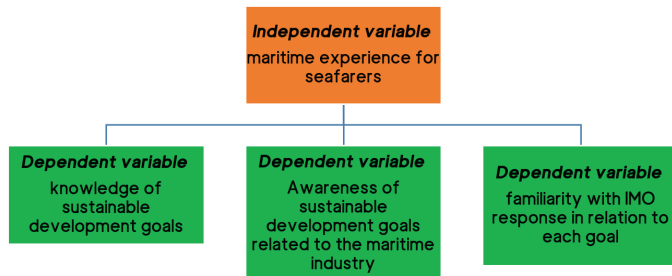 Independent variable
maritime experience for
seafarers
Dependent variable
knowledge of
sustainable
development goals
Dependent variable
Awareness of
sustainable
development goals
related to the maritime
industry
Dependent variable
familiarity with IMO
response in relation to
each goal